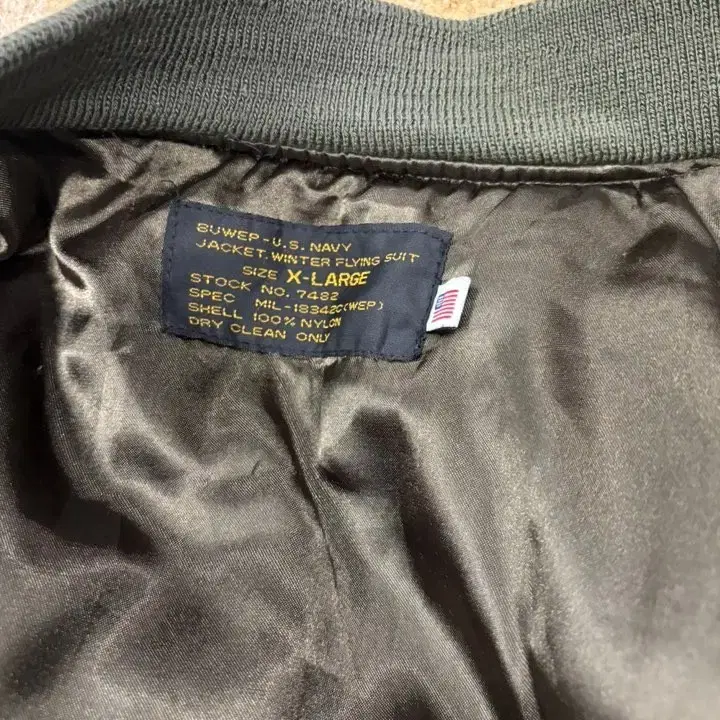 BUWEP-U.S. NAVY
JACKET. WINTER FLYING SUIT
SIZE X-LARGE
STOCK NO. 7482
SPEC MIL-18342C(WEP)
SHELL 100% NYLON
DRY CLEAN ONLY